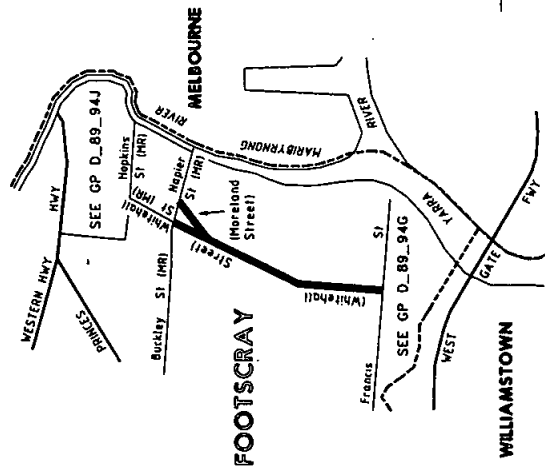 WESTERN HWY
HWY
PRINCES
SEE GP D_89_94J
Hopkins
St (MR)
RIVER
MELBOURNE
(Whitehall
St (MR)
Napier
St (MR)
Buckley St (MR)
(Moreland
Street)
MARIBYRNONG
RIVER
FOOTSCRAY
(Whitehall Street)
YARRA
Francis St
SEE GP D_89_94G
WEST GATE FWY
WILLIAMSTOWN